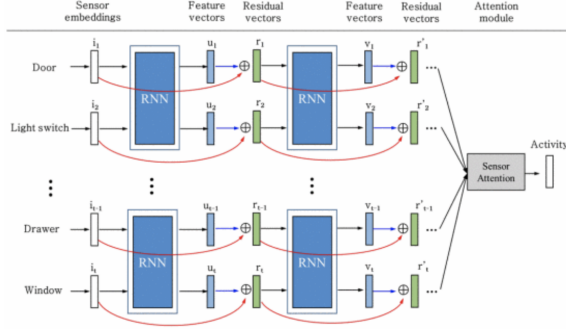 Sensor embeddings Feature vectors Residual vectors Feature vectors Residual vectors Attention module
i₁ u₁ r₁ v₁ r'₁
Door RNN RNN ...
i₂ u₂ r₂ v₂ r'₂
Light switch ...
Activity
Sensor Attention
iₜ₋₁ uₜ₋₁ rₜ₋₁ vₜ₋₁ r'ₜ₋₁
Drawer ...
RNN RNN
iₜ uₜ rₜ vₜ r'ₜ
Window ...